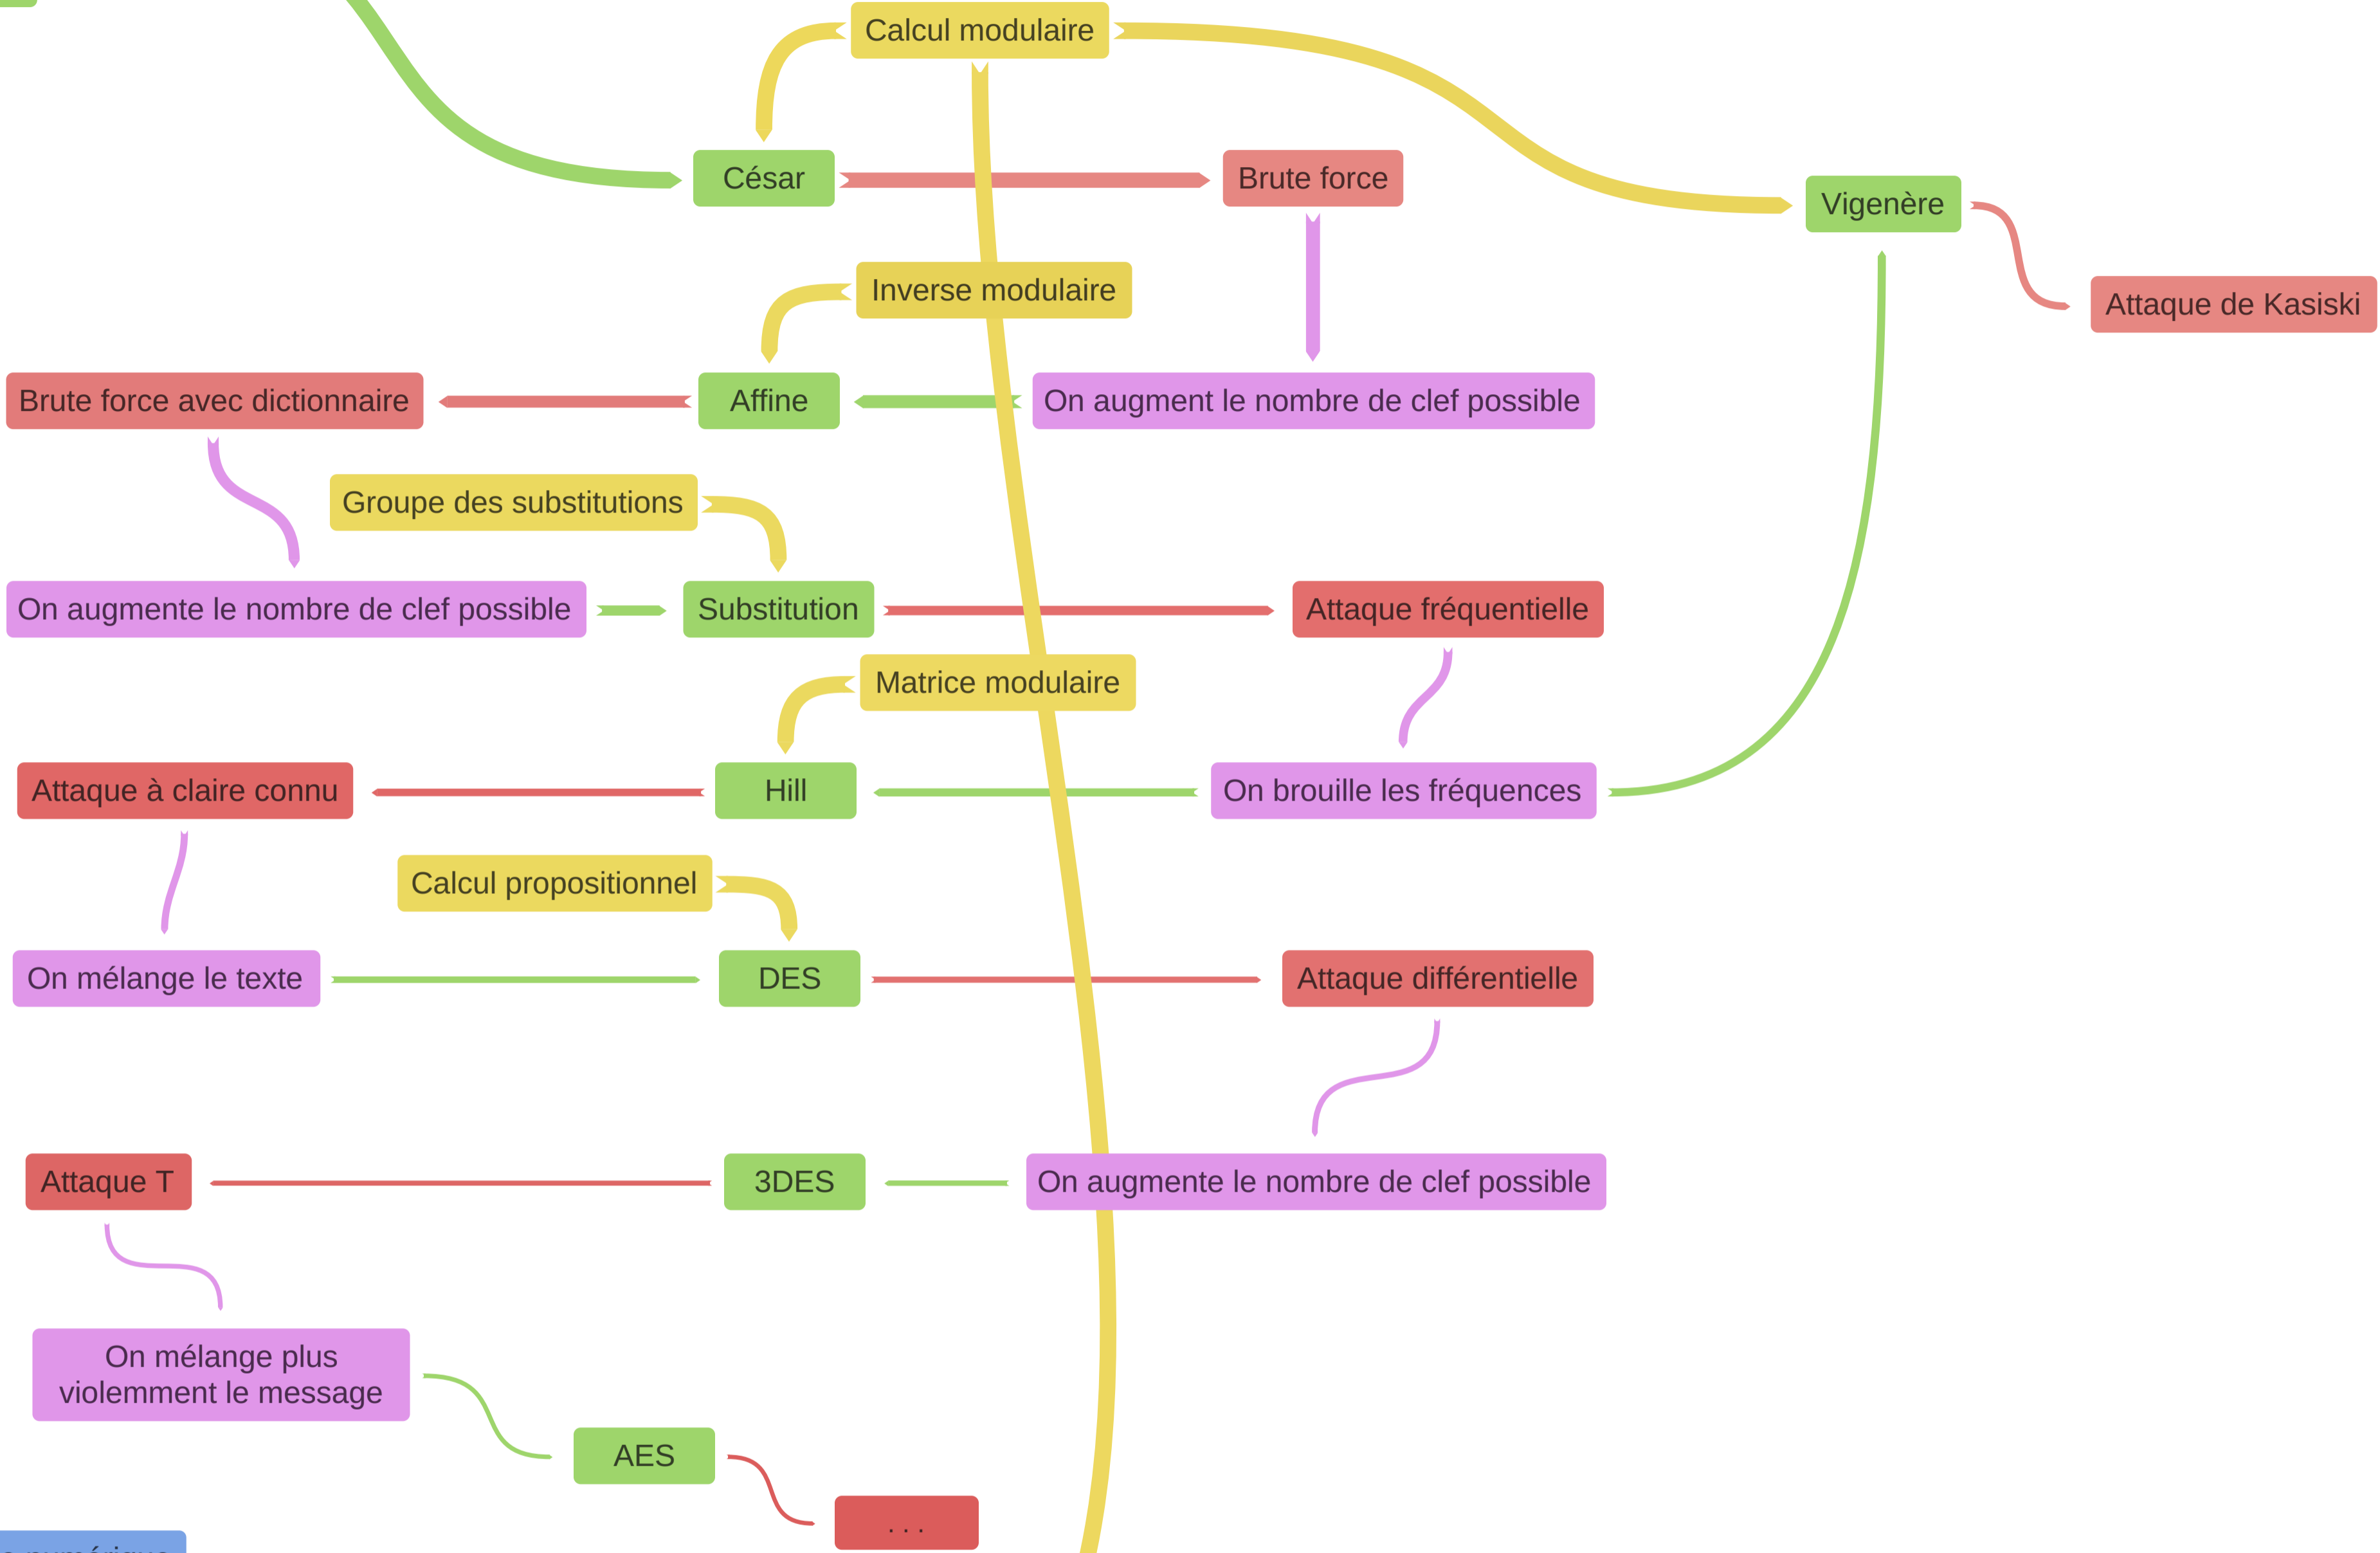 Calcul modulaire
César
Brute force
Vigenère
Inverse modulaire
Attaque de Kasiski
Brute force avec dictionnaire
Affine
On augment le nombre de clef possible
Groupe des substitutions
On augmente le nombre de clef possible
Substitution
Attaque fréquentielle
Matrice modulaire
Attaque à claire connu
Hill
On brouille les fréquences
Calcul propositionnel
On mélange le texte
DES
Attaque différentielle
Attaque T
3DES
On augmente le nombre de clef possible
On mélange plus
violemment le message
AES
. . .